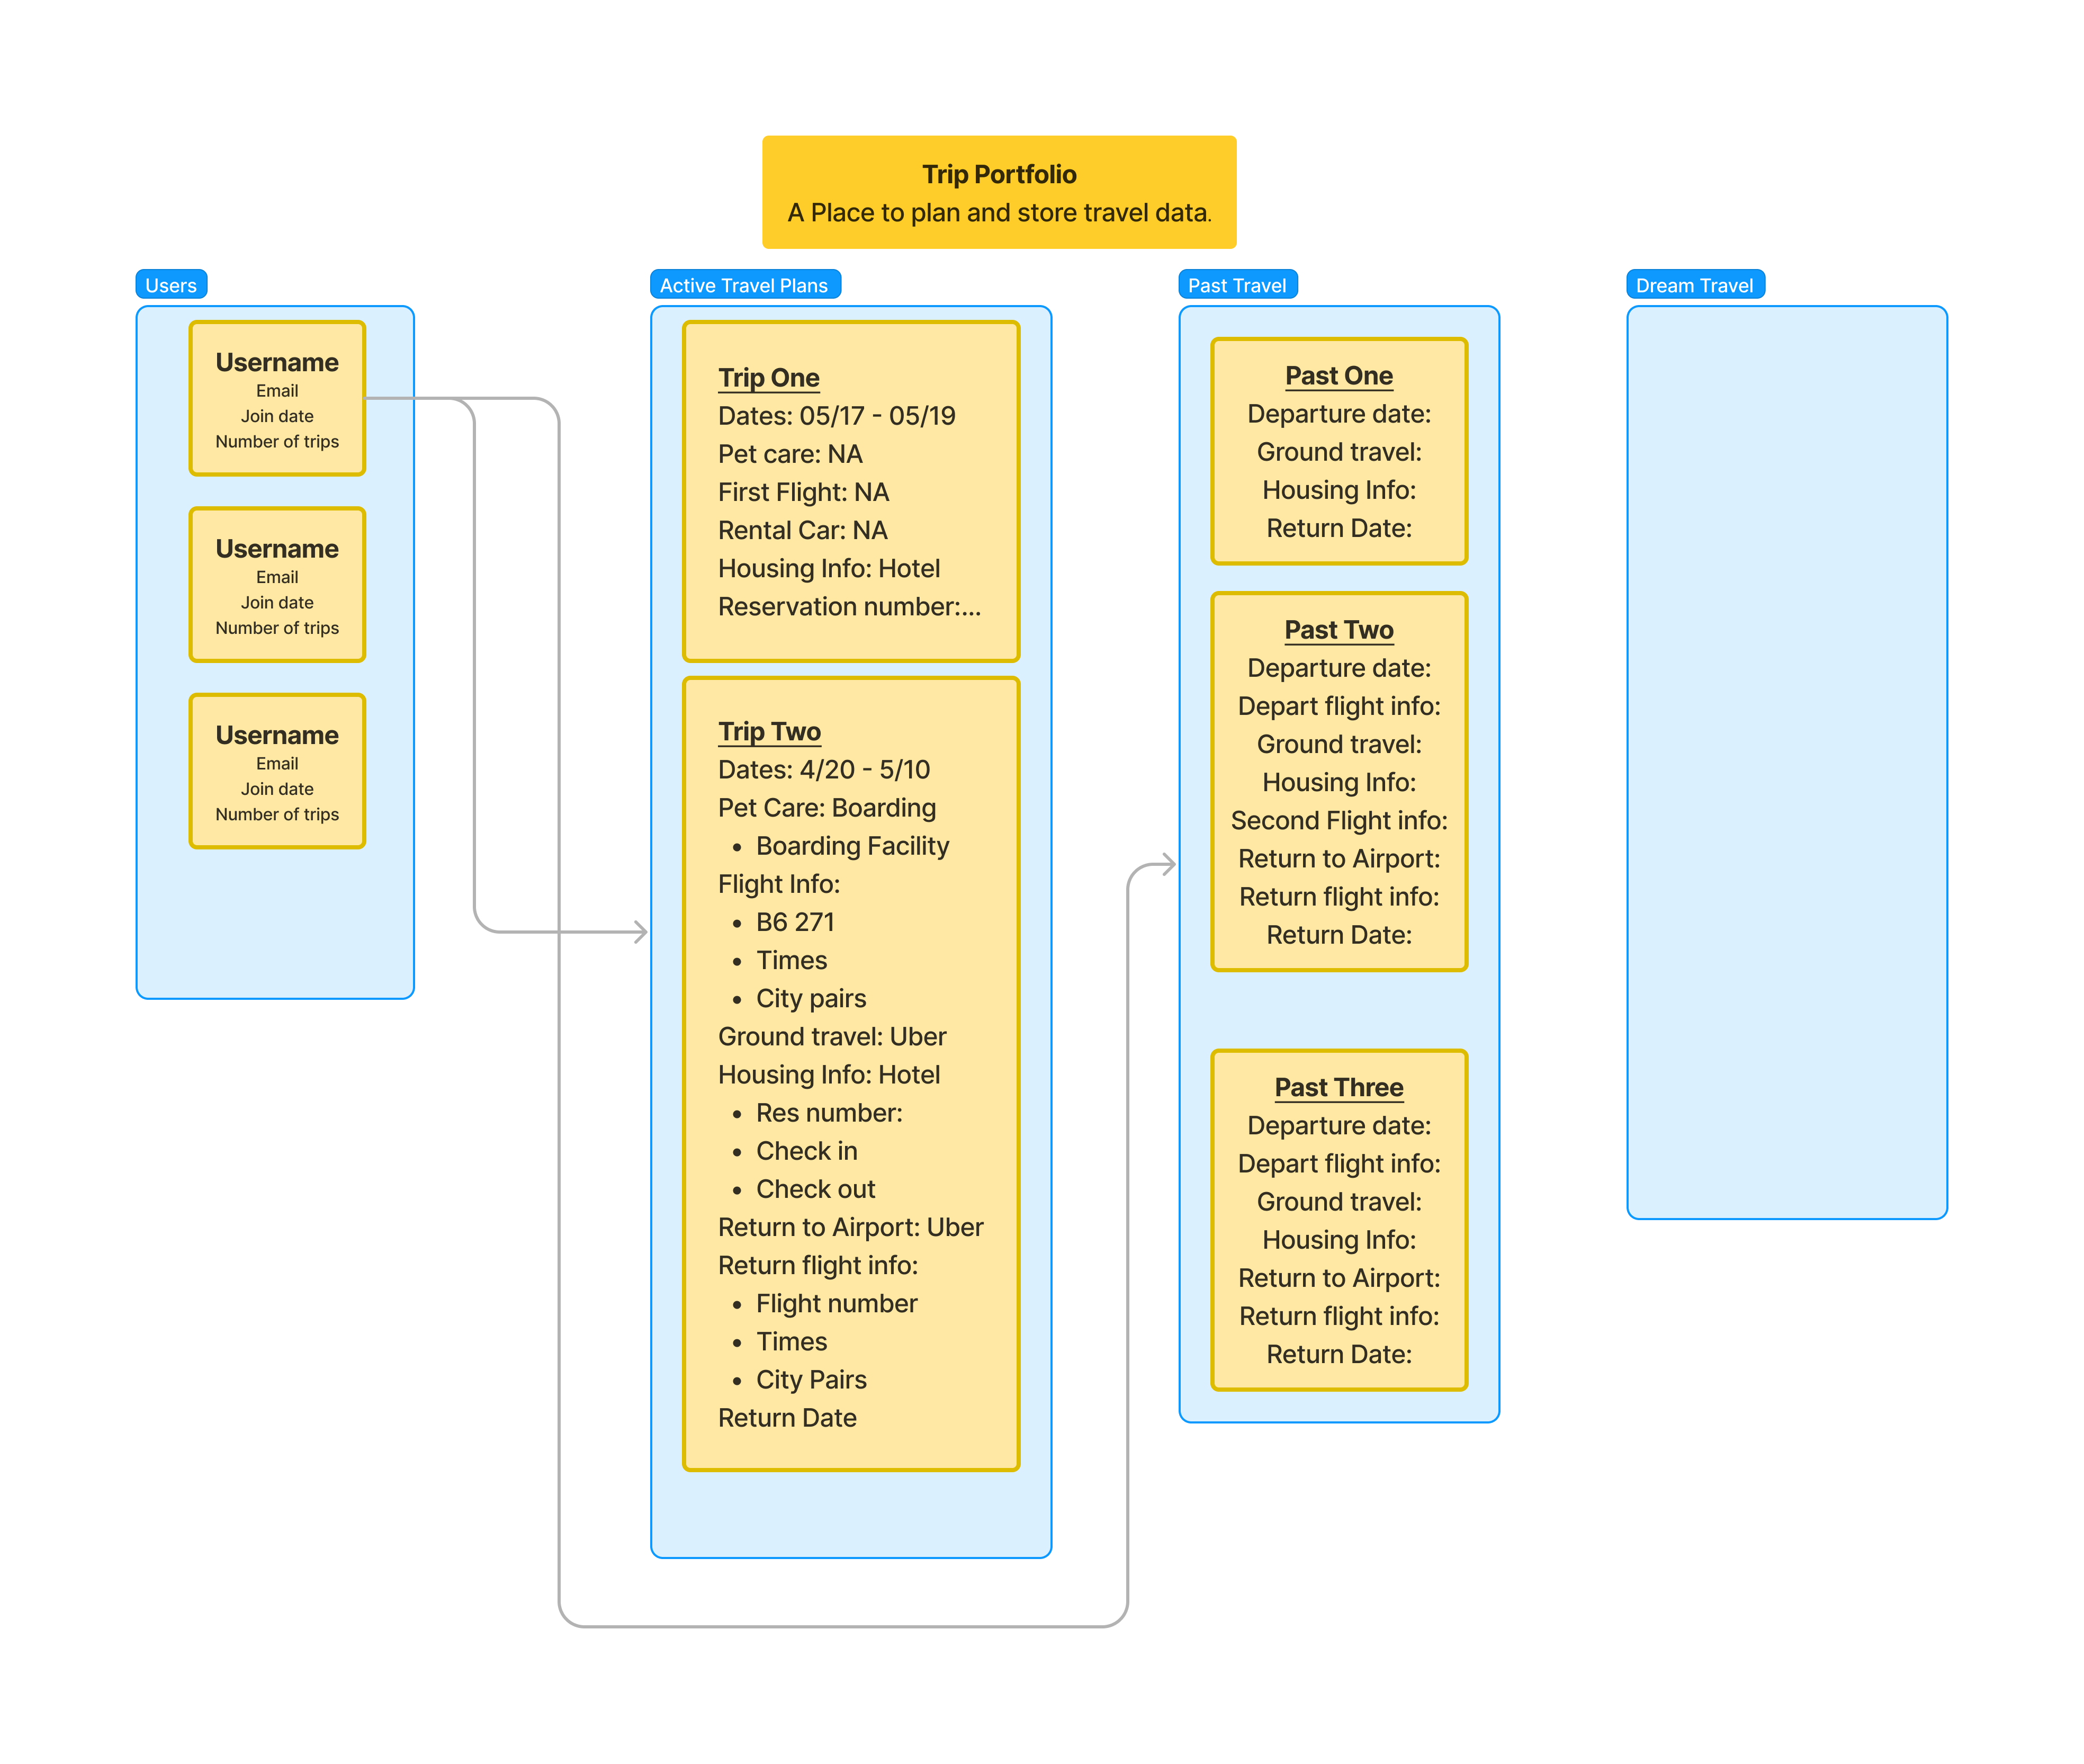 Trip Portfolio
A Place to plan and store travel data.
Users
Username
Email
Join date
Number of trips
Username
Email
Join date
Number of trips
Username
Email
Join date
Number of trips
Active Travel Plans
Trip One
Dates: 05/17 - 05/19
Pet care: NA
First Flight: NA
Rental Car: NA
Housing Info: Hotel
Reservation number:...
Trip Two
Dates: 4/20 - 5/10
Pet Care: Boarding
• Boarding Facility
Flight Info:
• B6 271
• Times
• City pairs
Ground travel: Uber
Housing Info: Hotel
• Res number:
• Check in
• Check out
Return to Airport: Uber
Return flight info:
• Flight number
• Times
• City Pairs
Return Date
Past Travel
Past One
Departure date:
Ground travel:
Housing Info:
Return Date:
Past Two
Departure date:
Depart flight info:
Ground travel:
Housing Info:
Second Flight info:
Return to Airport:
Return flight info:
Return Date:
Past Three
Departure date:
Depart flight info:
Ground travel:
Housing Info:
Return to Airport:
Return flight info:
Return Date:
Dream Travel